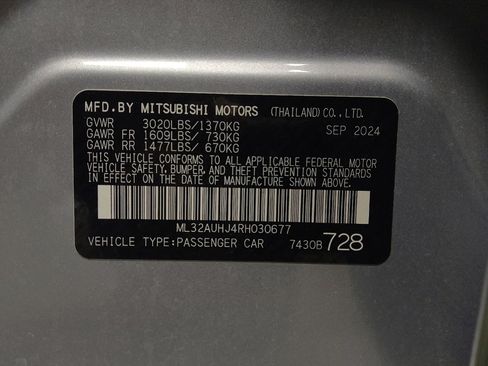 MFD.BY MITSUBISHI MOTORS (THAILAND) CO.,LTD.
GVWR 3020LBS/1370KG SEP 2024
GAWR FR 1609LBS/ 730KG
GAWR RR 1477LBS/ 670KG
THIS VEHICLE CONFORMS TO ALL APPLICABLE FEDERAL MOTOR
VEHICLE SAFETY, BUMPER, AND THEFT PREVENTION STANDARDS
IN EFFECT ON THE DATE OF MANUFACTURE SHOWN ABOVE.
ML32AUHJ4RH030677
VEHICLE TYPE:PASSENGER CAR 7430B 728